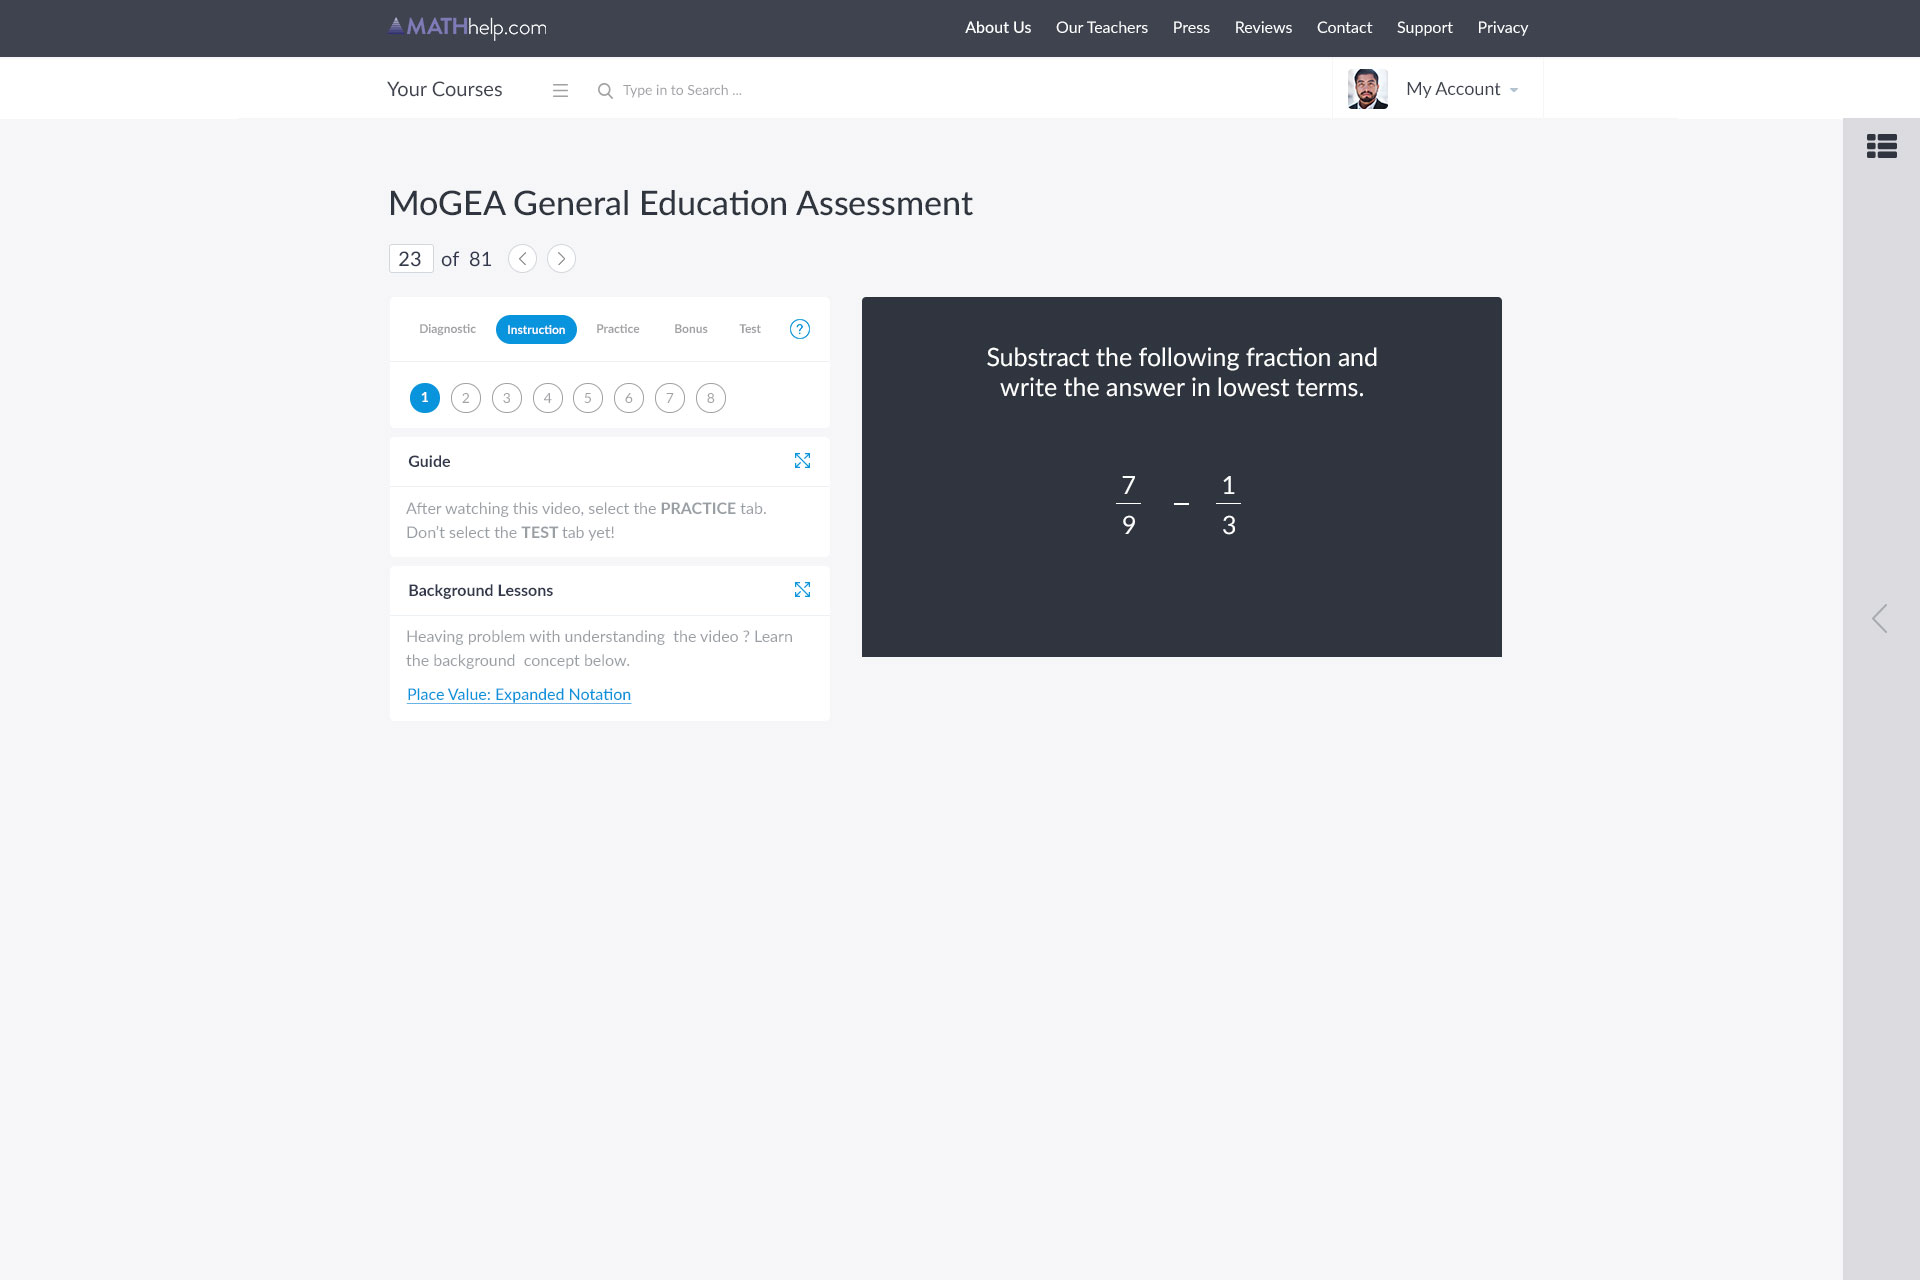 MATHhelp.com
About Us Our Teachers Press Reviews Contact Support Privacy
Your Courses
Type in to Search ...
My Account
MoGEA General Education Assessment
23 of 81
Diagnostic Instruction Practice Bonus Test ?
1 2 3 4 5 6 7 8
Guide
After watching this video, select the PRACTICE tab.
Don't select the TEST tab yet!
Background Lessons
Heaving problem with understanding the video ? Learn
the background concept below.
Place Value: Expanded Notation
Substract the following fraction and
write the answer in lowest terms.
7 1
–
9 3